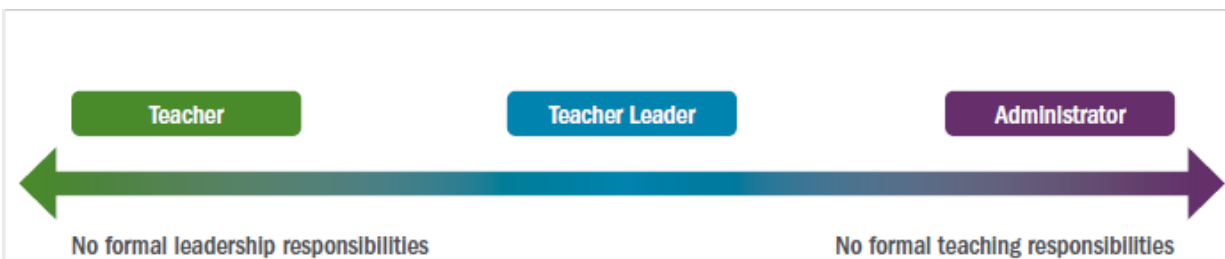 Teacher
Teacher Leader
Administrator
No formal leadership responsibilities
No formal teaching responsibilities